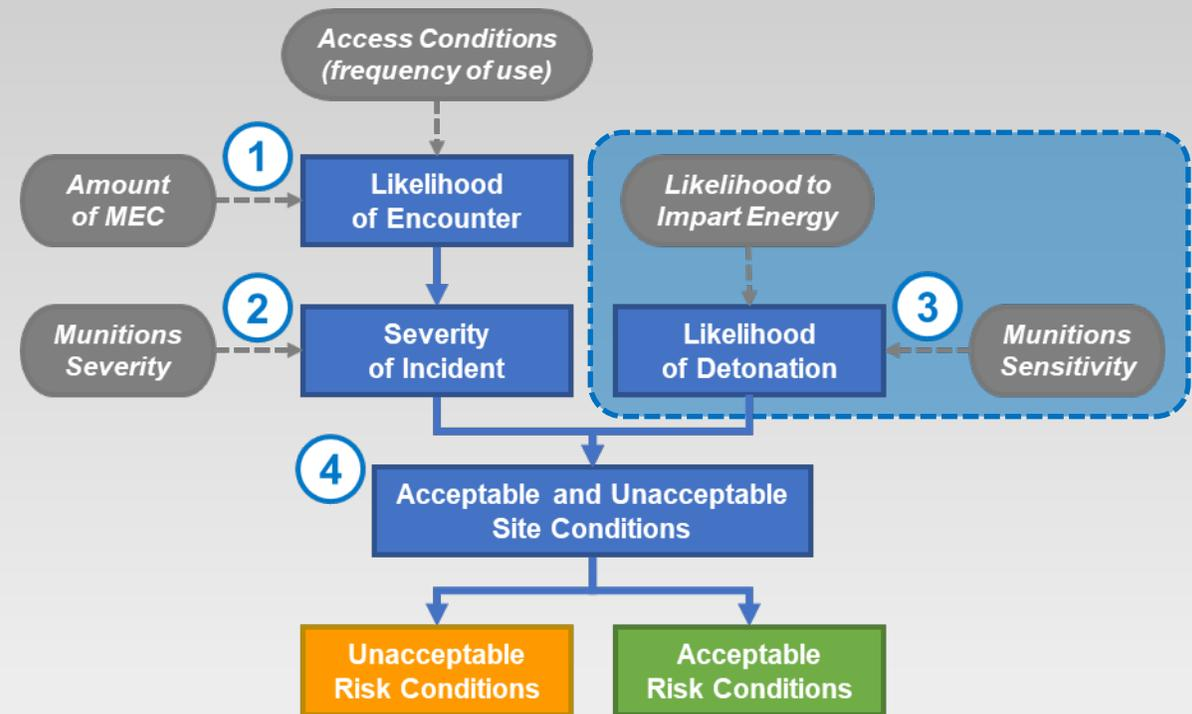 Access Conditions
(frequency of use)
1
Amount
of MEC
Likelihood
of Encounter
Likelihood to
Impart Energy
2
Munitions
Severity
Severity
of Incident
Likelihood
of Detonation
3
Munitions
Sensitivity
4
Acceptable and Unacceptable
Site Conditions
Unacceptable
Risk Conditions
Acceptable
Risk Conditions